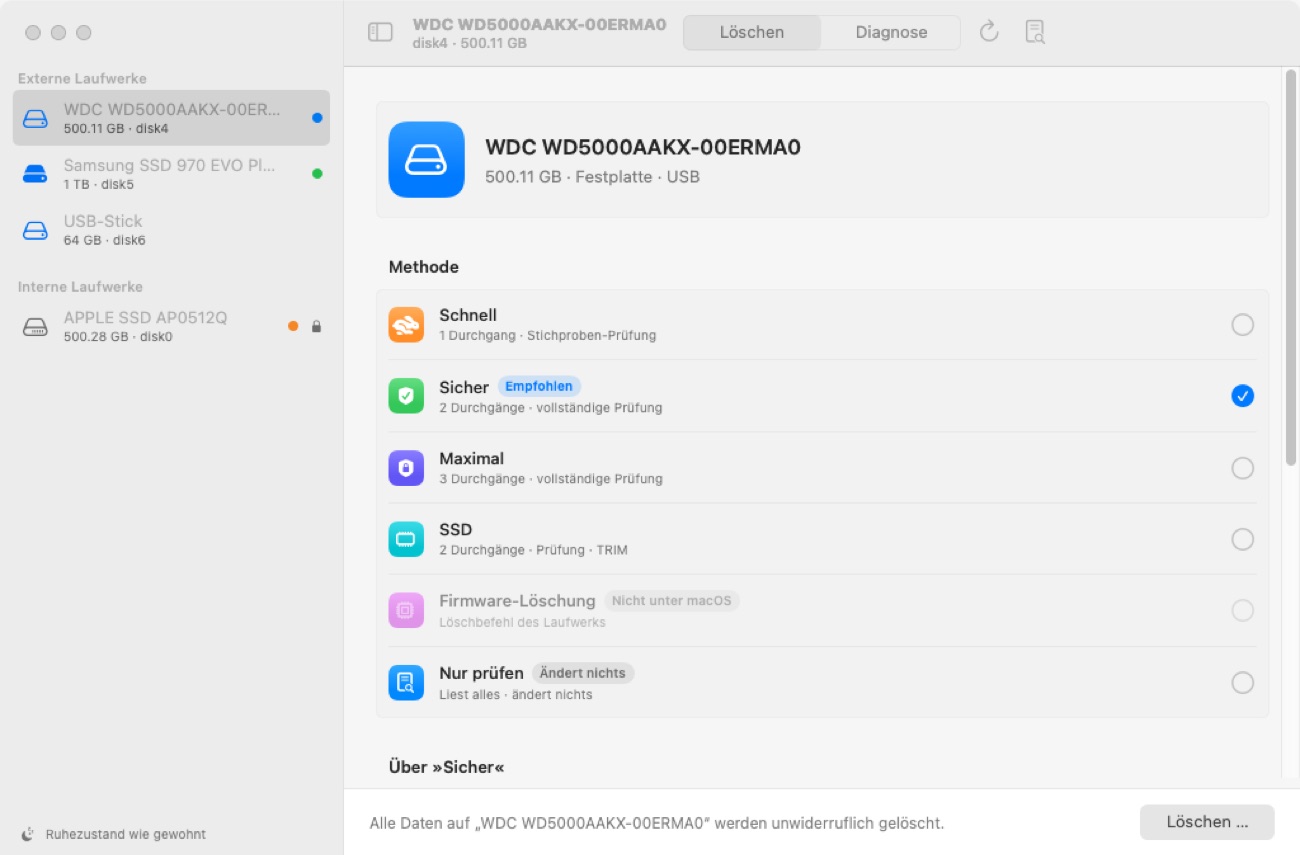 WDC WD5000AAKX-00ERMA0
disk4 · 500.11 GB
Löschen
Diagnose
Externe Laufwerke
WDC WD5000AAKX-00ER...
500.11 GB · disk4
Samsung SSD 970 EVO Pl...
1 TB · disk5
USB-Stick
64 GB · disk6
Interne Laufwerke
APPLE SSD AP0512Q
500.28 GB · disk0
Ruhezustand wie gewohnt
WDC WD5000AAKX-00ERMA0
500.11 GB · Festplatte · USB
Methode
Schnell
1 Durchgang · Stichproben-Prüfung
Sicher Empfohlen
2 Durchgänge · vollständige Prüfung
Maximal
3 Durchgänge · vollständige Prüfung
SSD
2 Durchgänge · Prüfung · TRIM
Firmware-Löschung Nicht unter macOS
Löschbefehl des Laufwerks
Nur prüfen Ändert nichts
Liest alles · ändert nichts
Über »Sicher«
Alle Daten auf „WDC WD5000AAKX-00ERMA0“ werden unwiderruflich gelöscht.
Löschen ...